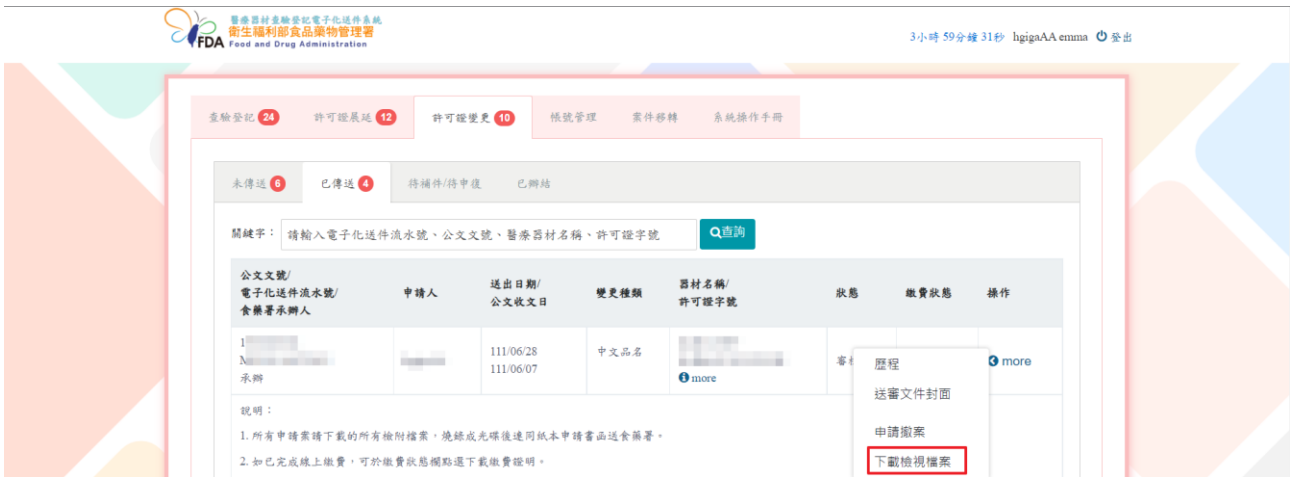 醫療器材查驗登記電子化送件系統
衛生福利部食品藥物管理署
FDA Food and Drug Administration
3小時 59分鐘 31秒 hgigaAA emma 登出
查驗登記 24 許可證展延 12 許可證變更 10 帳號管理 案件移轉 系統操作手冊
未傳送 6 已傳送 4 待補件/待申復 已辦結
關鍵字： 請輸入電子化送件流水號、公文文號、醫療器材名稱、許可證字號 查詢
公文文號/
電子化送件流水號/
食藥署承辦人
申請人
送出日期/
公文收文日
變更種類
器材名稱/
許可證字號
狀態
繳費狀態
操作
1
承辦
111/06/28
111/06/07
中文品名
more
more
歷程
送審文件封面
申請撤案
下載檢視檔案
說明：
1. 所有申請案請下載的所有檢附檔案，燒錄成光碟後連同紙本申請書函送食藥署。
2. 如已完成線上繳費，可於繳費狀態欄點選下載繳費證明。